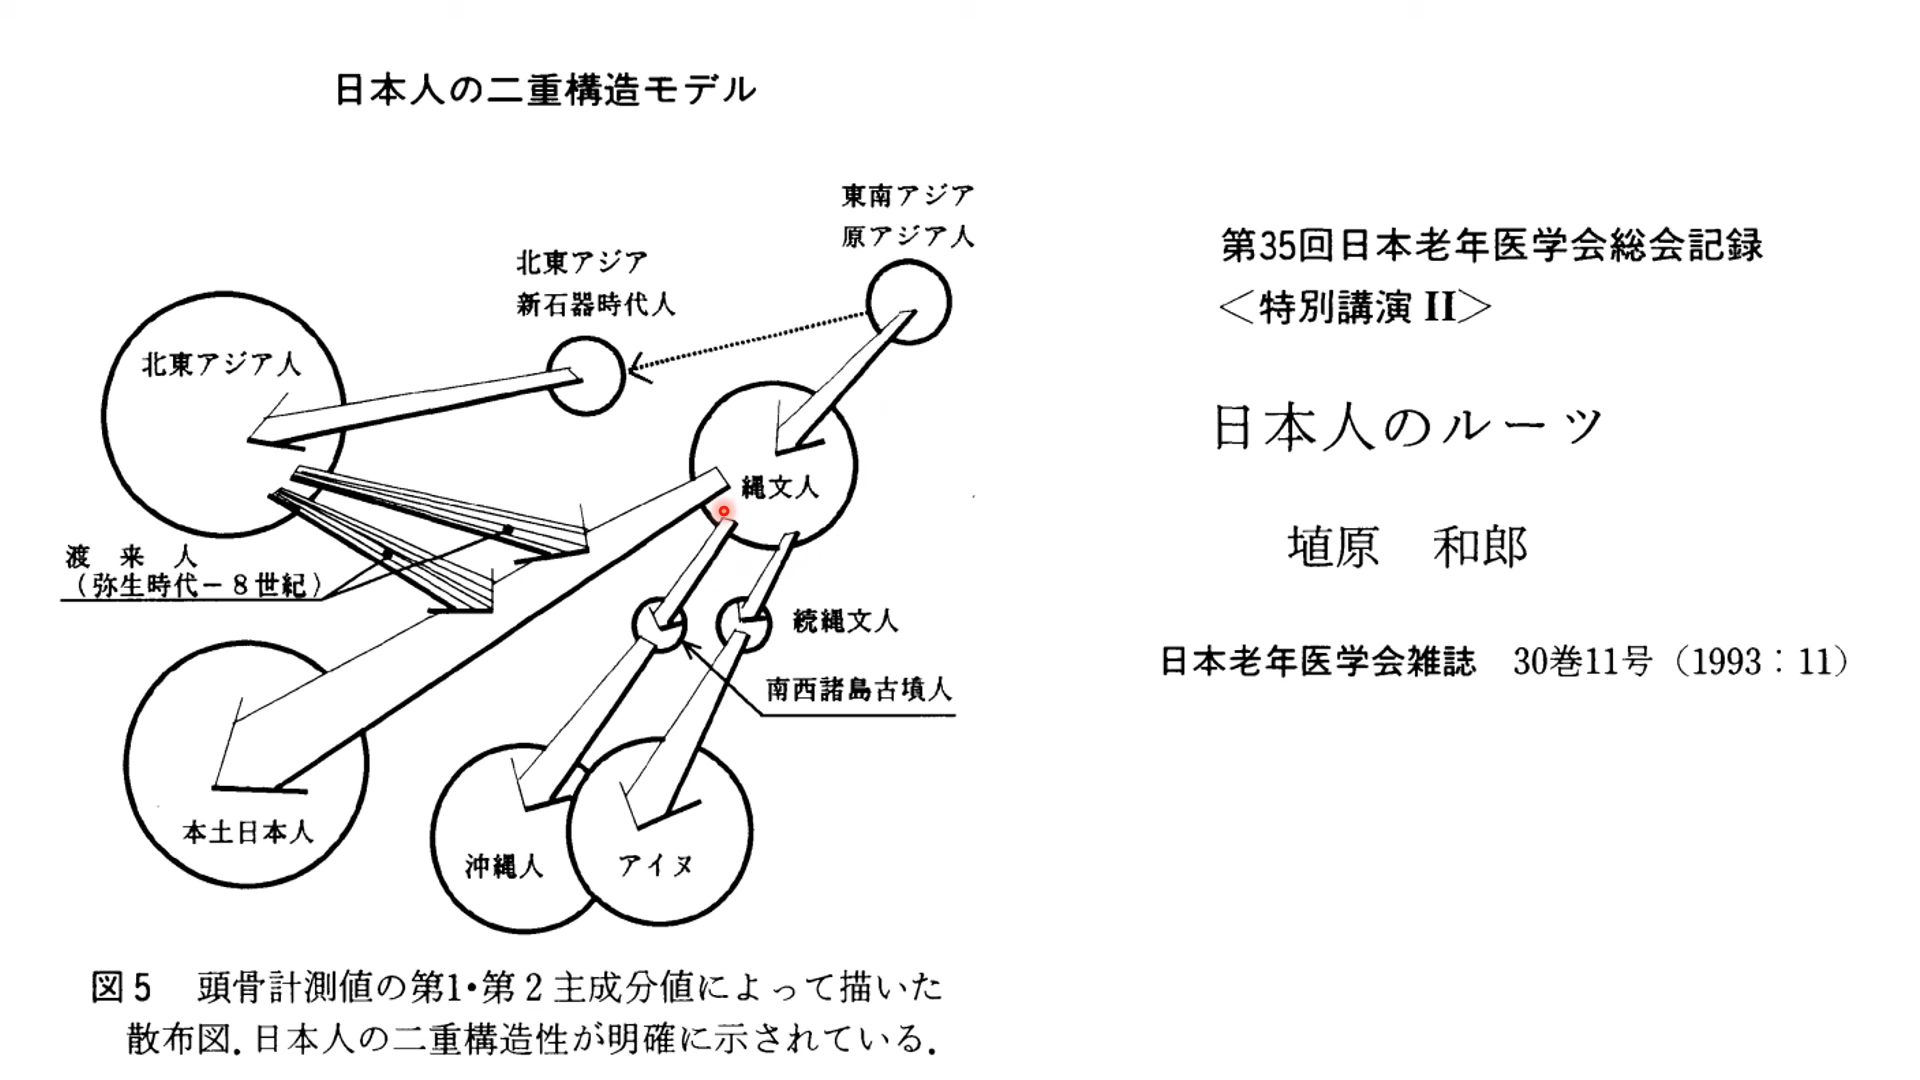 日本人の二重構造モデル
東南アジア
原アジア人
北東アジア
新石器時代人
北東アジア人
縄文人
渡来人
(弥生時代－8世紀)
続縄文人
南西諸島古墳人
本土日本人
沖縄人
アイヌ
図5 頭骨計測値の第1・第2主成分値によって描いた
散布図．日本人の二重構造性が明確に示されている．
第35回日本老年医学会総会記録
＜特別講演 II＞
日本人のルーツ
埴原 和郎
日本老年医学会雑誌 30巻11号（1993：11）